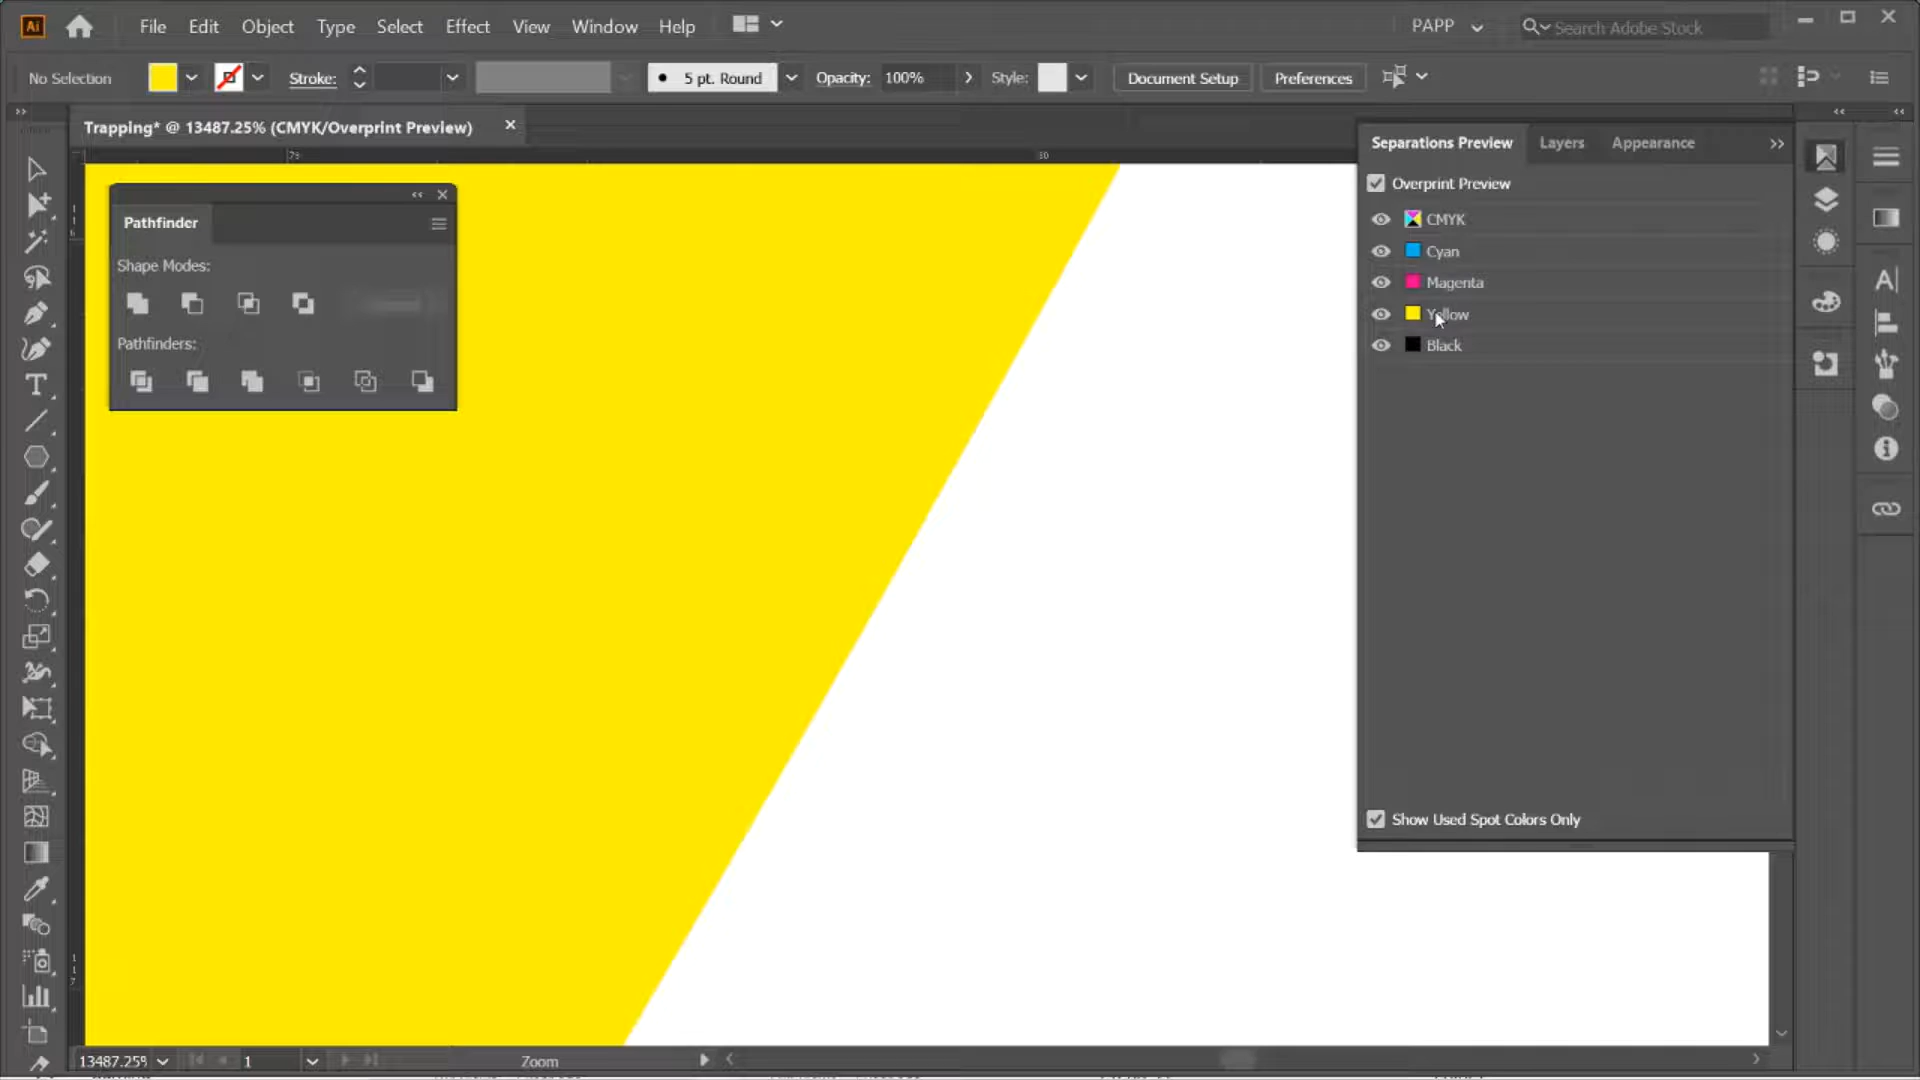 Ai File Edit Object Type Select Effect View Window Help PAPP Search Adobe Stock
No Selection Stroke: 5 pt. Round Opacity: 100% Style: Document Setup Preferences
Trapping* @ 13487.25% (CMYK/Overprint Preview)
Separations Preview Layers Appearance
Overprint Preview
CMYK
Cyan
Magenta
Yellow
Black
Show Used Spot Colors Only
Pathfinder
Shape Modes:
Pathfinders:
13487.25% 1 Zoom